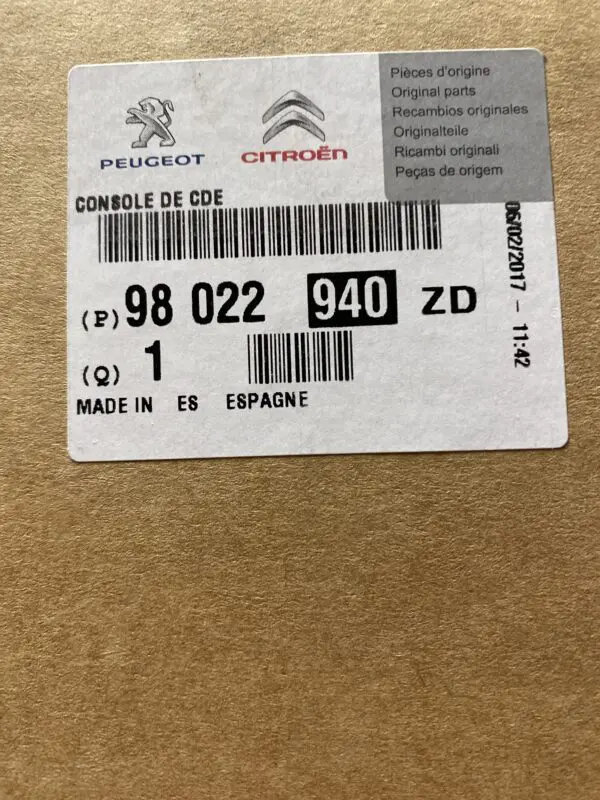 PEUGEOT
CITROËN
Pièces d'origine
Original parts
Recambios originales
Originalteile
Ricambi originali
Peças de origem
CONSOLE DE CDE
(P) 98 022 940 ZD
(Q) 1
MADE IN ES ESPAGNE
06/02/2017 - 11:42